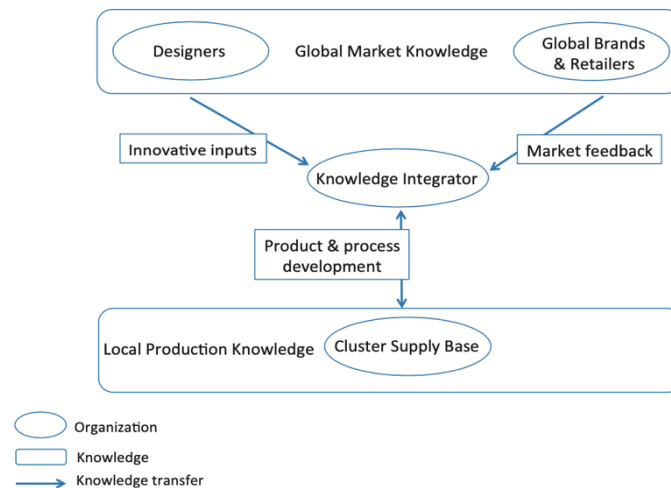 Designers
Global Market Knowledge
Global Brands
& Retailers
Innovative inputs
Market feedback
Knowledge Integrator
Product & process
development
Local Production Knowledge
Cluster Supply Base
Organization
Knowledge
Knowledge transfer